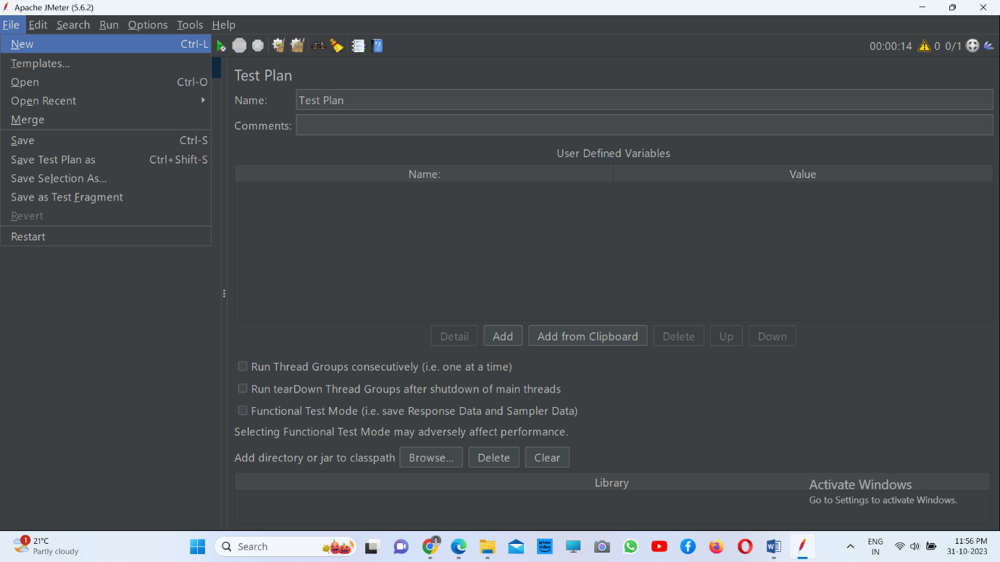 Apache JMeter (5.6.2)
File Edit Search Run Options Tools Help
New Ctrl-L
Templates...
Open Ctrl-O
Open Recent
Merge
Save Ctrl-S
Save Test Plan as Ctrl+Shift-S
Save Selection As...
Save as Test Fragment
Revert
Restart
00:00:14 0 0/1
Test Plan
Name: Test Plan
Comments:
User Defined Variables
Name: Value
Detail Add Add from Clipboard Delete Up Down
Run Thread Groups consecutively (i.e. one at a time)
Run tearDown Thread Groups after shutdown of main threads
Functional Test Mode (i.e. save Response Data and Sampler Data)
Selecting Functional Test Mode may adversely affect performance.
Add directory or jar to classpath Browse... Delete Clear
Library
Activate Windows
Go to Settings to activate Windows.
1
21°C
Partly cloudy
Search
prime video
ENG
IN
11:56 PM
31-10-2023